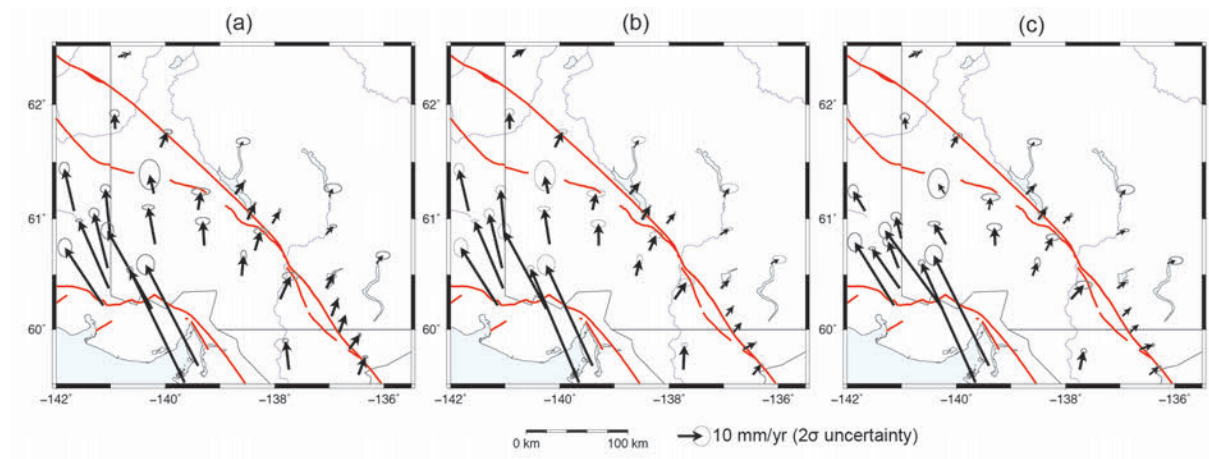 (a) (b) (c)
62˚ 62˚ 62˚
61˚ 61˚ 61˚
60˚ 60˚ 60˚
−142˚ −140˚ −138˚ −136˚ −142˚ −140˚ −138˚ −136˚ −142˚ −140˚ −138˚ −136˚
0 km 100 km 10 mm/yr (2σ uncertainty)